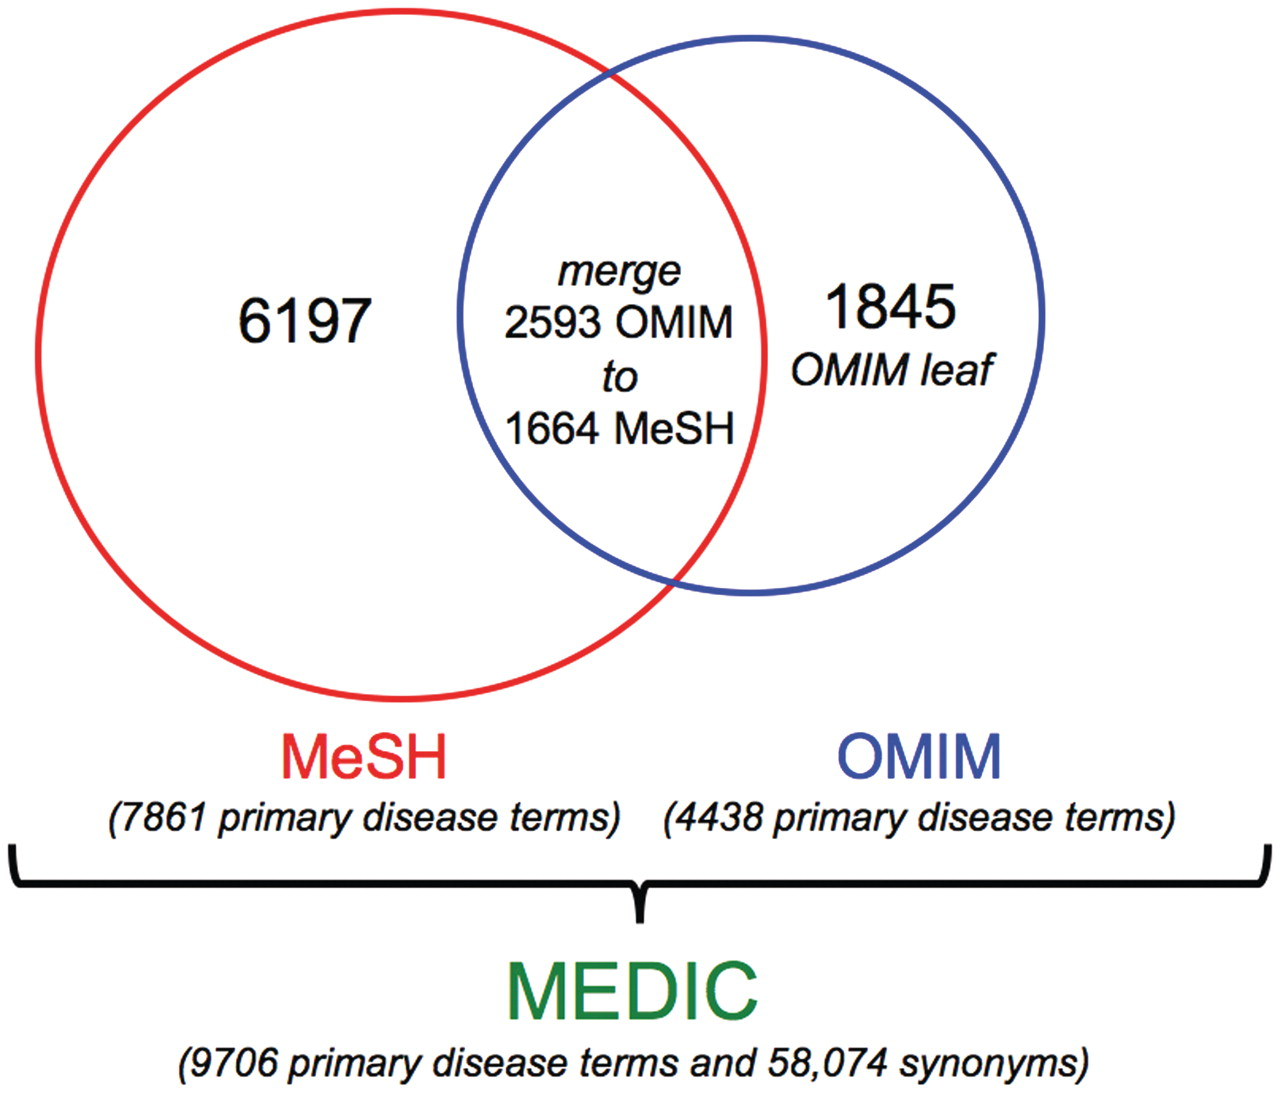 6197
merge
2593 OMIM
to
1664 MeSH
1845
OMIM leaf
MeSH
(7861 primary disease terms)
OMIM
(4438 primary disease terms)
MEDIC
(9706 primary disease terms and 58,074 synonyms)